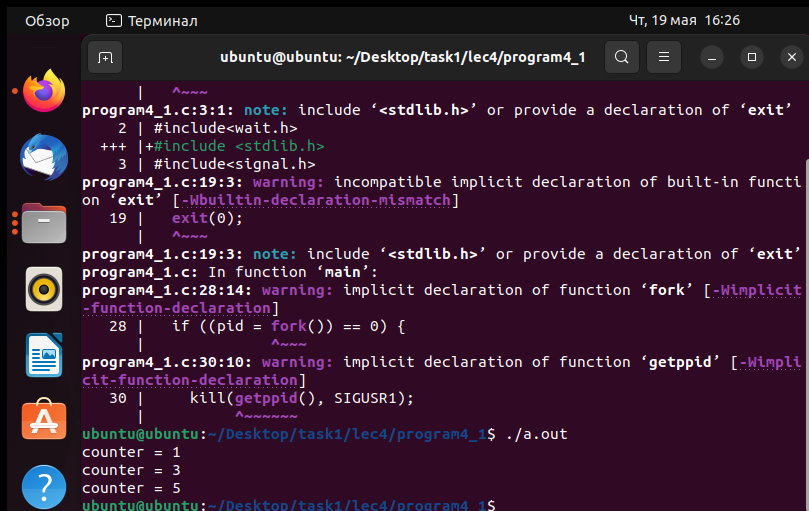 Обзор
Терминал
Чт, 19 мая 16:26
ubuntu@ubuntu: ~/Desktop/task1/lec4/program4_1
| ^~~~
program4_1.c:3:1: note: include ‘<stdlib.h>’ or provide a declaration of ‘exit’
2 | #include<wait.h>
+++ |+#include <stdlib.h>
3 | #include<signal.h>
program4_1.c:19:3: warning: incompatible implicit declaration of built-in functi
on ‘exit’ [-Wbuiltin-declaration-mismatch]
19 | exit(0);
| ^~~~
program4_1.c:19:3: note: include ‘<stdlib.h>’ or provide a declaration of ‘exit’
program4_1.c: In function ‘main’:
program4_1.c:28:14: warning: implicit declaration of function ‘fork’ [-Wimplicit
-function-declaration]
28 | if ((pid = fork()) == 0) {
| ^~~~
program4_1.c:30:10: warning: implicit declaration of function ‘getppid’ [-Wimpli
cit-function-declaration]
30 | kill(getppid(), SIGUSR1);
| ^~~~~~~
ubuntu@ubuntu:~/Desktop/task1/lec4/program4_1$ ./a.out
counter = 1
counter = 3
counter = 5
ubuntu@ubuntu:~/Desktop/task1/lec4/program4_1$